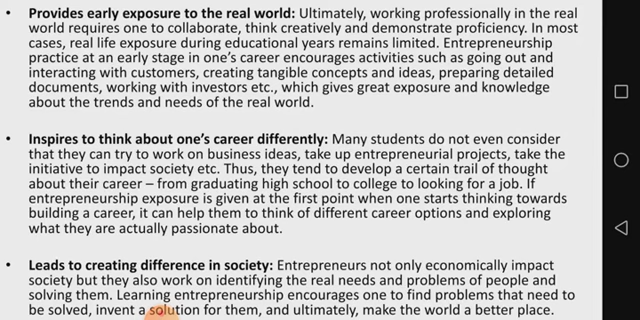 • Provides early exposure to the real world: Ultimately, working professionally in the real
world requires one to collaborate, think creatively and demonstrate proficiency. In most
cases, real life exposure during educational years remains limited. Entrepreneurship
practice at an early stage in one's career encourages activities such as going out and
interacting with customers, creating tangible concepts and ideas, preparing detailed
documents, working with investors etc., which gives great exposure and knowledge
about the trends and needs of the real world.
• Inspires to think about one's career differently: Many students do not even consider
that they can try to work on business ideas, take up entrepreneurial projects, take the
initiative to impact society etc. Thus, they tend to develop a certain trail of thought
about their career – from graduating high school to college to looking for a job. If
entrepreneurship exposure is given at the first point when one starts thinking towards
building a career, it can help them to think of different career options and exploring
what they are actually passionate about.
• Leads to creating difference in society: Entrepreneurs not only economically impact
society but they also work on identifying the real needs and problems of people and
solving them. Learning entrepreneurship encourages one to find problems that need to
be solved, invent a solution for them, and ultimately, make the world a better place.